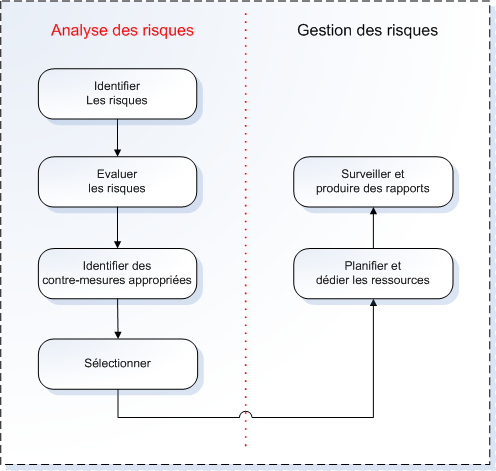 Analyse des risques
Gestion des risques
Identifier
Les risques
Evaluer
les risques
Identifier des
contre-mesures appropriées
Sélectionner
Surveiller et
produire des rapports
Planifier et
dédier les ressources